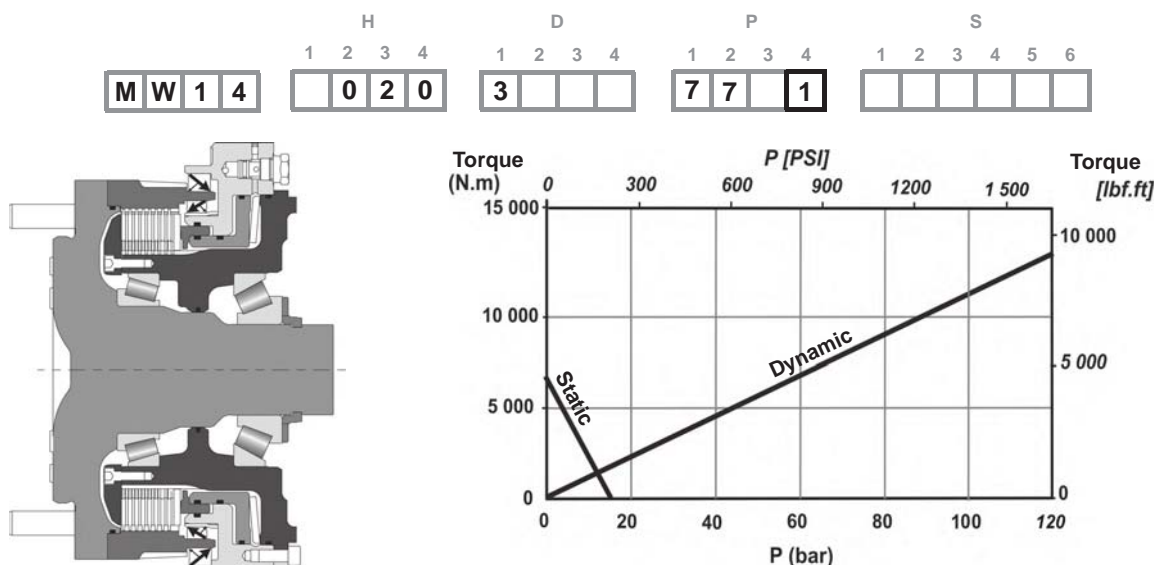 H D P S
1 2 3 4 1 2 3 4 1 2 3 4 1 2 3 4 5 6
M W 1 4 0 2 0 3 7 7 1
Torque (N.m)
P [PSI]
Torque [lbf.ft]
0 300 600 900 1200 1 500
15 000
10 000
5 000
0
10 000
5 000
0
Dynamic
Static
0 20 40 60 80 100 120
P (bar)